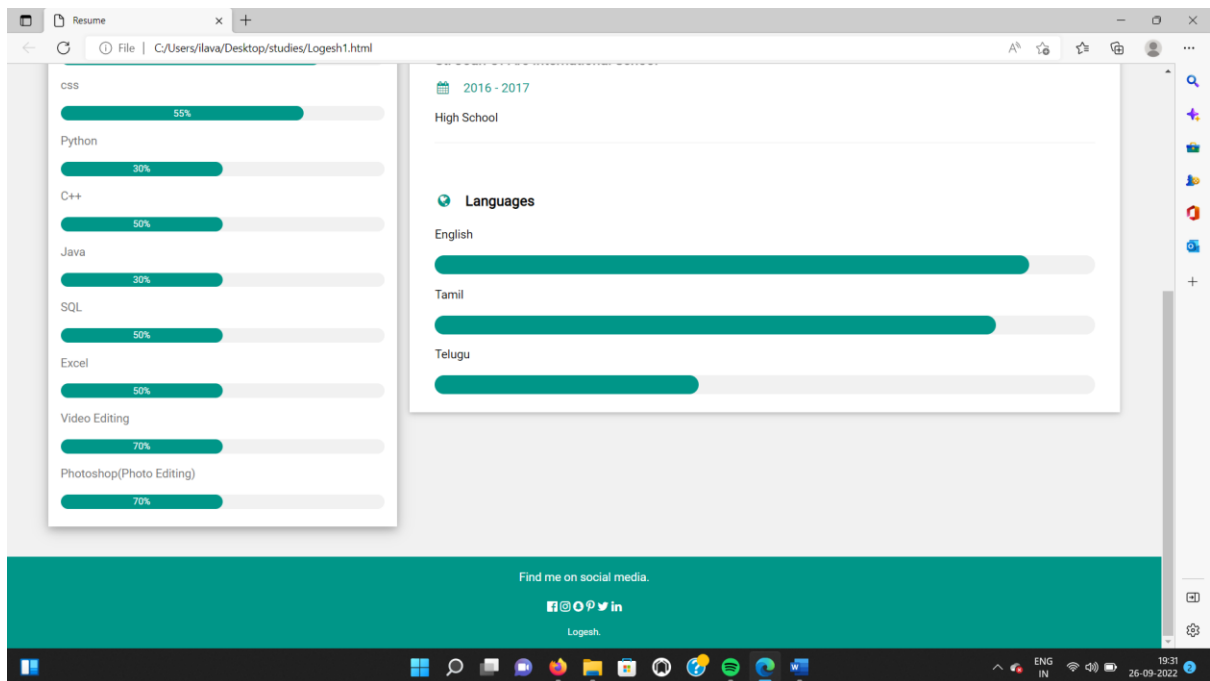 Resume
File | C:/Users/ilava/Desktop/studies/Logesh1.html
css
55%
Python
30%
C++
50%
Java
30%
SQL
50%
Excel
50%
Video Editing
70%
Photoshop(Photo Editing)
70%
2016 - 2017
High School
Languages
English
Tamil
Telugu
Find me on social media.
Logesh.
ENG
IN
19:31
26-09-2022
2